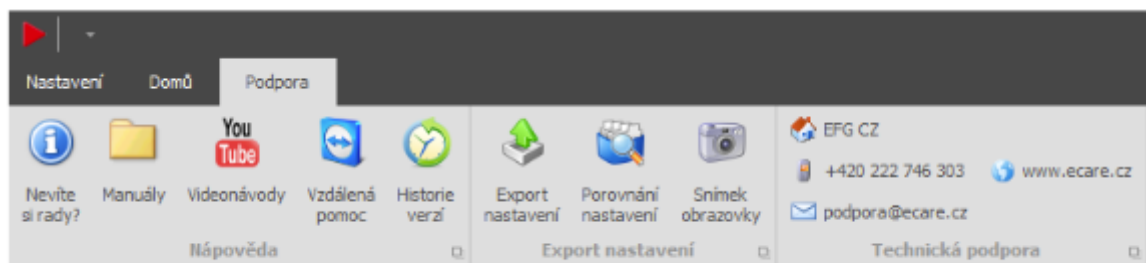 Nastavení Domů Podpora
You
Tube
EFG CZ
+420 222 746 303 www.ecare.cz
podpora@ecare.cz
Nevíte si rady?
Manuály
Videonávody
Vzdálená pomoc
Historie verzí
Export nastavení
Porovnání nastavení
Snímek obrazovky
Nápověda Export nastavení Technická podpora